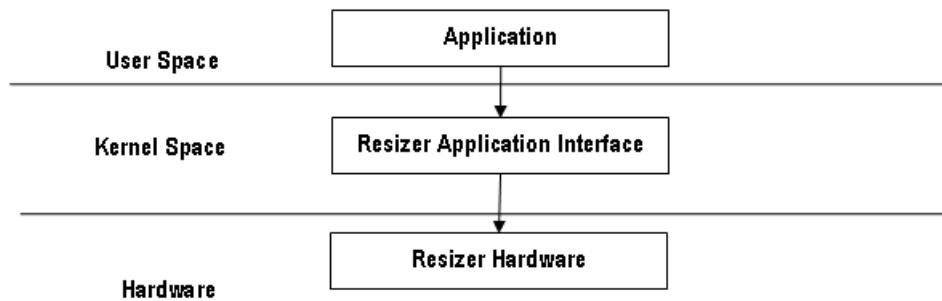 Application
User Space
Resizer Application Interface
Kernel Space
Resizer Hardware
Hardware